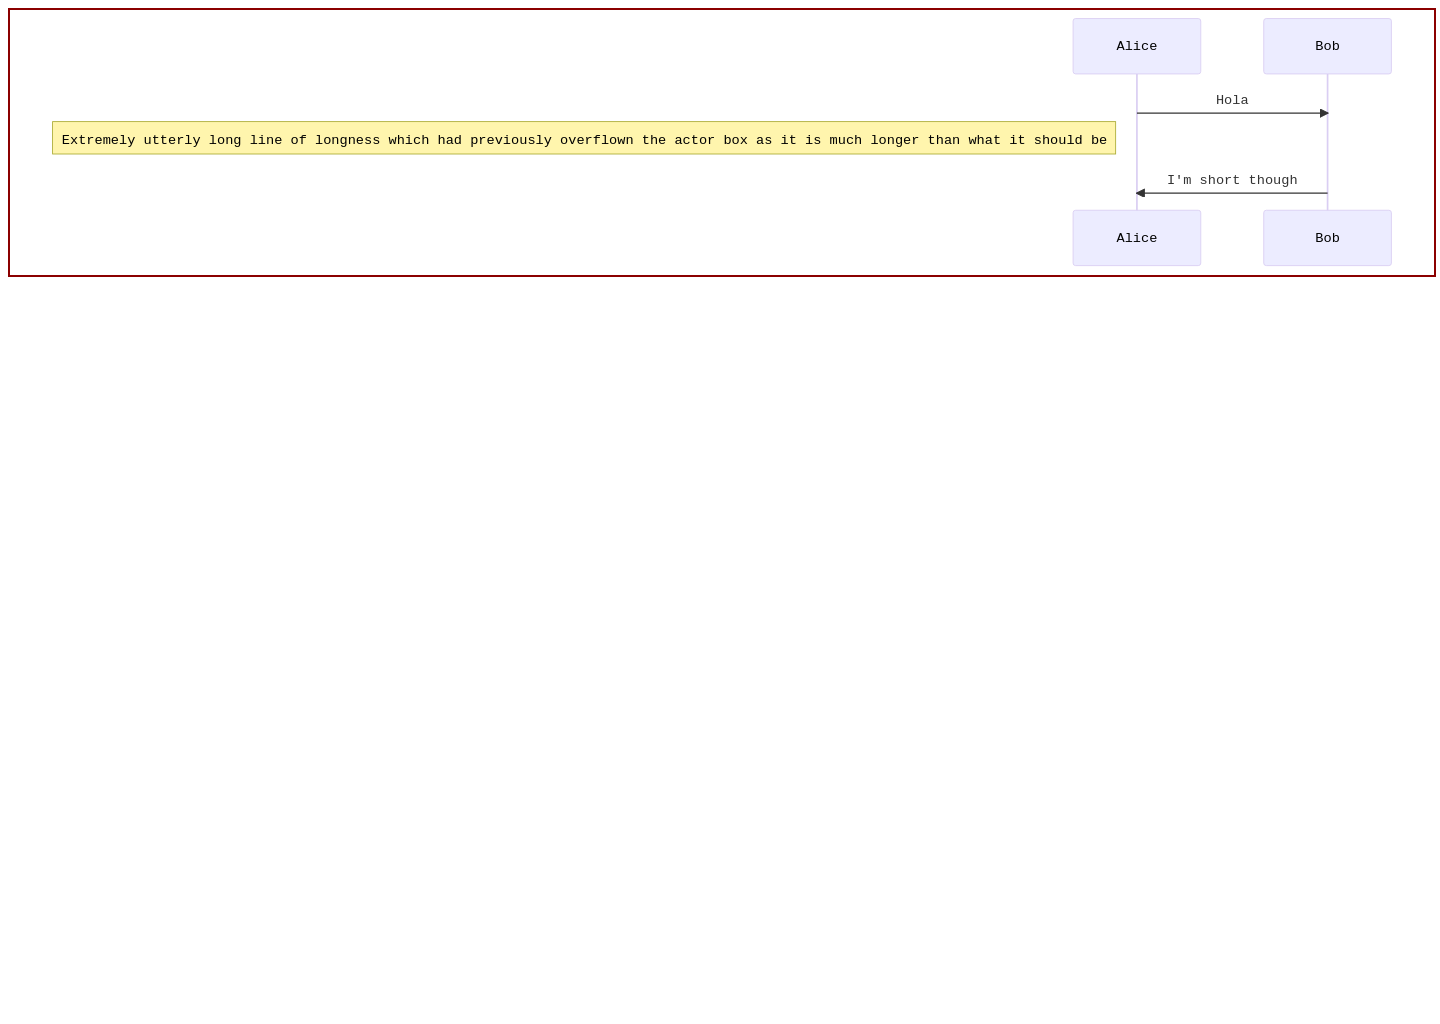 Alice
Bob
Hola
Extremely utterly long line of longness which had previously overflown the actor box as it is much longer than what it should be
I'm short though
Alice
Bob